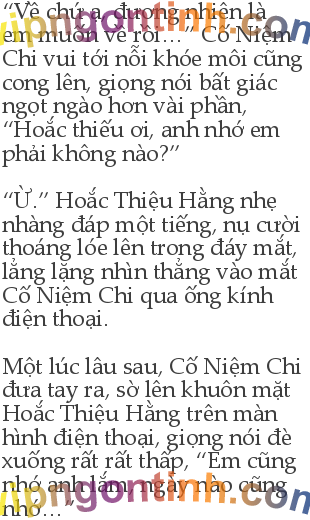 “Về chứ ạ, đương nhiên là
em muốn về rồi...” Cố Niệm
Chi vui tới nỗi khóe môi cũng
cong lên, giọng nói bất giác
ngọt ngào hơn vài phần,
“Hoắc thiếu ơi, anh nhớ em
phải không nào?”
“Ừ.” Hoắc Thiệu Hằng nhẹ
nhàng đáp một tiếng, nụ cười
thoáng lóe lên trong đáy mắt,
lẳng lặng nhìn thẳng vào mắt
Cố Niệm Chi qua ống kính
điện thoại.
Một lúc lâu sau, Cố Niệm Chi
đưa tay ra, sờ lên khuôn mặt
Hoắc Thiệu Hằng trên màn
hình điện thoại, giọng nói đè
xuống rất rất thấp, “Em cũng
nhớ anh lắm, ngày nào cũng
nhớ...”
vipngontinh.com
vipngontinh.com